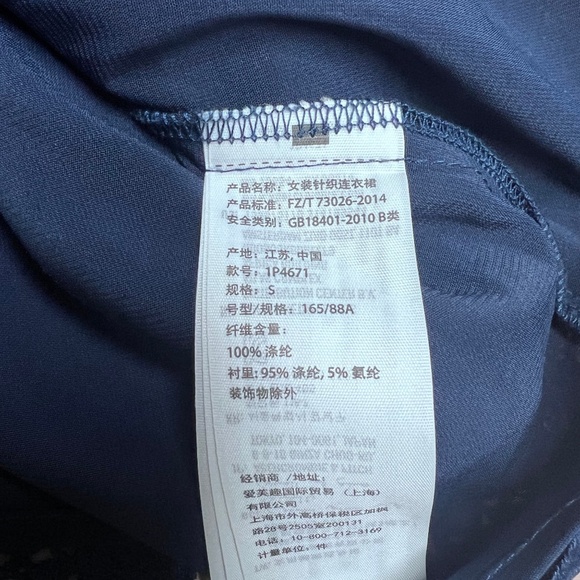 产品名称: 女装针织连衣裙
产品标准: FZ/T 73026-2014
安全类别: GB18401-2010 B类
产地: 江苏, 中国
款号: 1P4671
规格: S
号型/规格: 165/88A
纤维含量:
100% 涤纶
衬里: 95% 涤纶, 5% 氨纶
装饰物除外
经销商 /地址:
爱芙趣国际贸易 (上海)
上海市外高桥保税区加枫
路28号2505室200131
电话: 10-800-712-3169
计量单位: 件